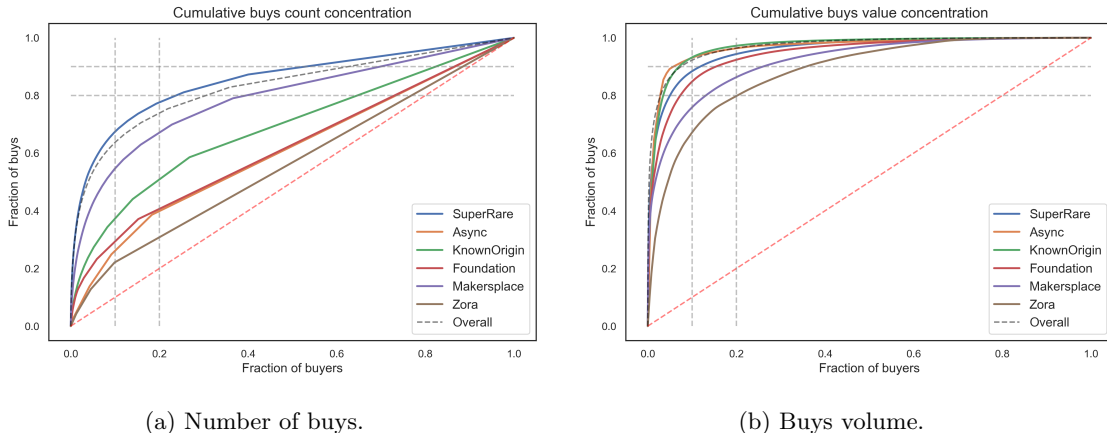 Cumulative buys count concentration
1.0
0.8
0.6
0.4
0.2
0.0
Fraction of buys
SuperRare
Async
KnownOrigin
Foundation
Makersplace
Zora
Overall
0.0 0.2 0.4 0.6 0.8 1.0
Fraction of buyers
(a) Number of buys.
Cumulative buys value concentration
1.0
0.8
0.6
0.4
0.2
0.0
Fraction of buys
SuperRare
Async
KnownOrigin
Foundation
Makersplace
Zora
Overall
0.0 0.2 0.4 0.6 0.8 1.0
Fraction of buyers
(b) Buys volume.